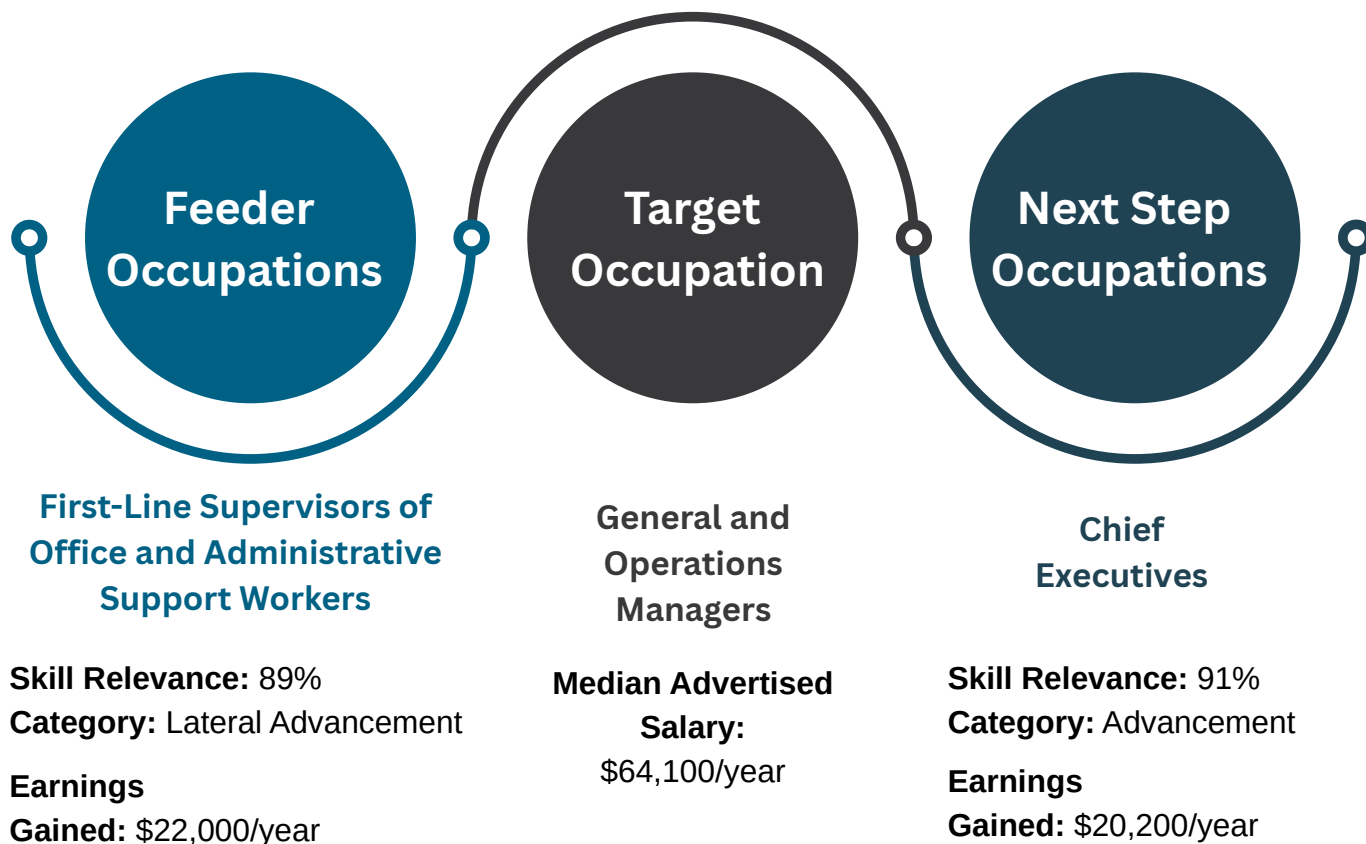 Feeder
Occupations
Target
Occupation
Next Step
Occupations
First-Line Supervisors of
Office and Administrative
Support Workers
General and
Operations
Managers
Chief
Executives
Skill Relevance: 89%
Category: Lateral Advancement
Earnings
Gained: $22,000/year
Median Advertised
Salary:
$64,100/year
Skill Relevance: 91%
Category: Advancement
Earnings
Gained: $20,200/year